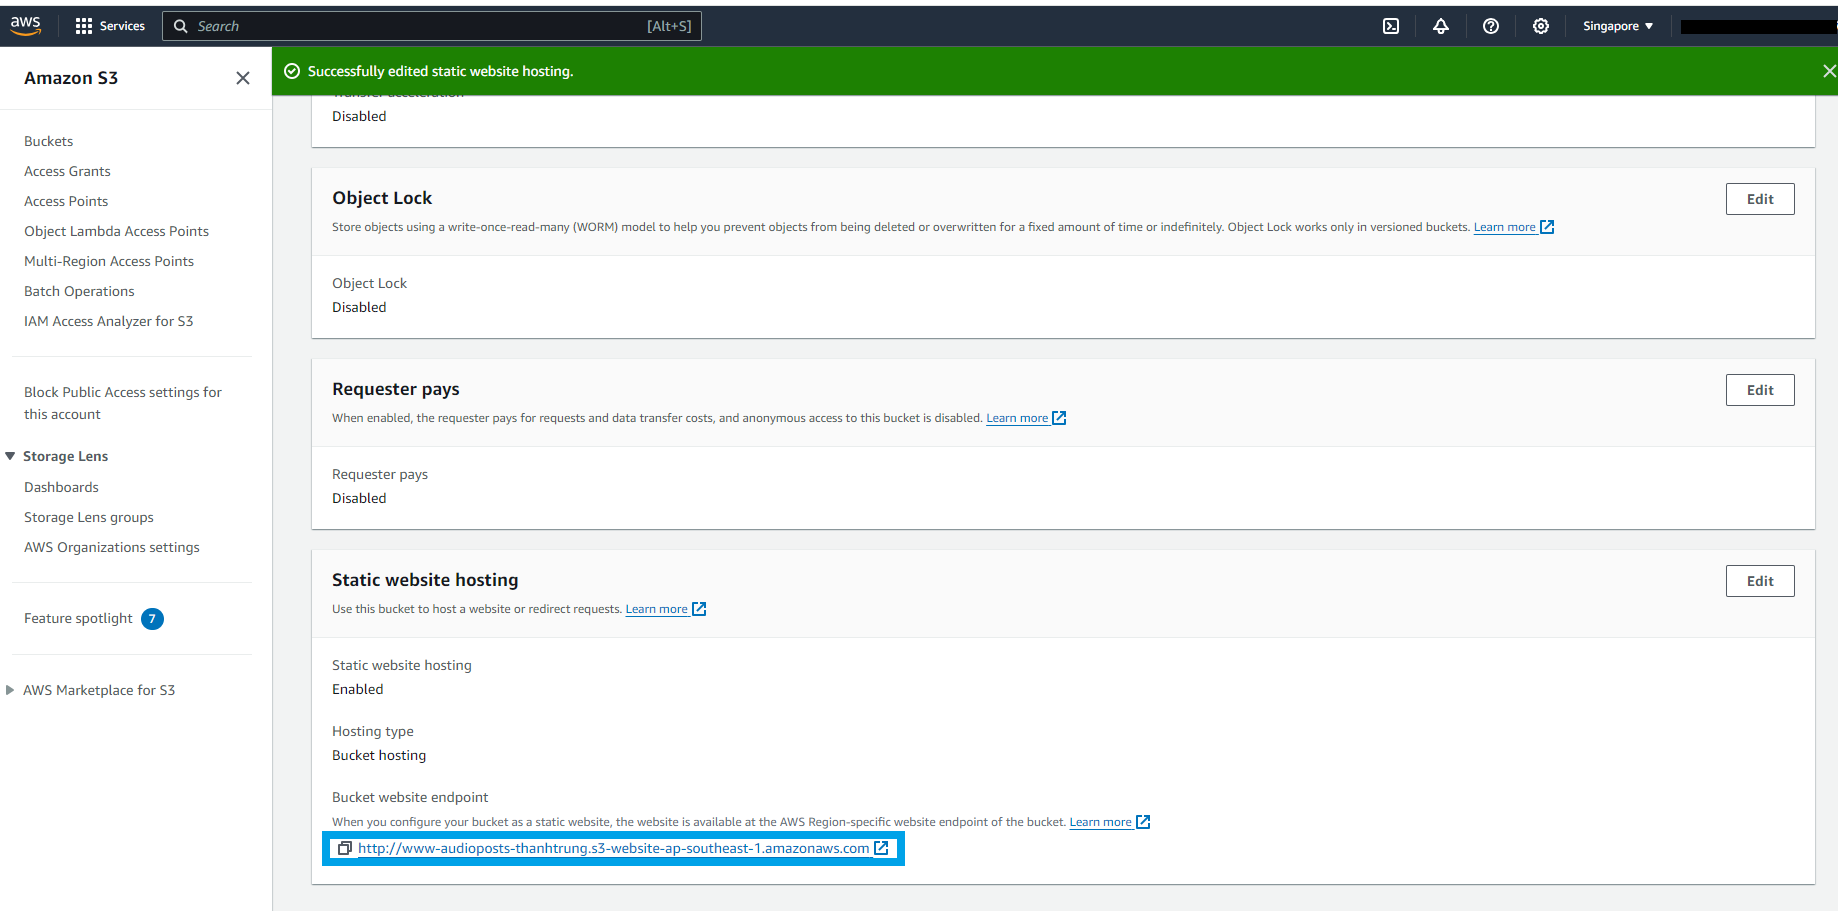 aws
Services
Search
[Alt+S]
Singapore
Amazon S3
Successfully edited static website hosting.
Buckets
Access Grants
Access Points
Object Lambda Access Points
Multi-Region Access Points
Batch Operations
IAM Access Analyzer for S3
Block Public Access settings for
this account
Storage Lens
Dashboards
Storage Lens groups
AWS Organizations settings
Feature spotlight 7
AWS Marketplace for S3
Transfer acceleration
Disabled
Object Lock
Edit
Store objects using a write-once-read-many (WORM) model to help you prevent objects from being deleted or overwritten for a fixed amount of time or indefinitely. Object Lock works only in versioned buckets. Learn more
Object Lock
Disabled
Requester pays
Edit
When enabled, the requester pays for requests and data transfer costs, and anonymous access to this bucket is disabled. Learn more
Requester pays
Disabled
Static website hosting
Edit
Use this bucket to host a website or redirect requests. Learn more
Static website hosting
Enabled
Hosting type
Bucket hosting
Bucket website endpoint
When you configure your bucket as a static website, the website is available at the AWS Region-specific website endpoint of the bucket. Learn more
http://www-audioposts-thanhtrung.s3-website-ap-southeast-1.amazonaws.com